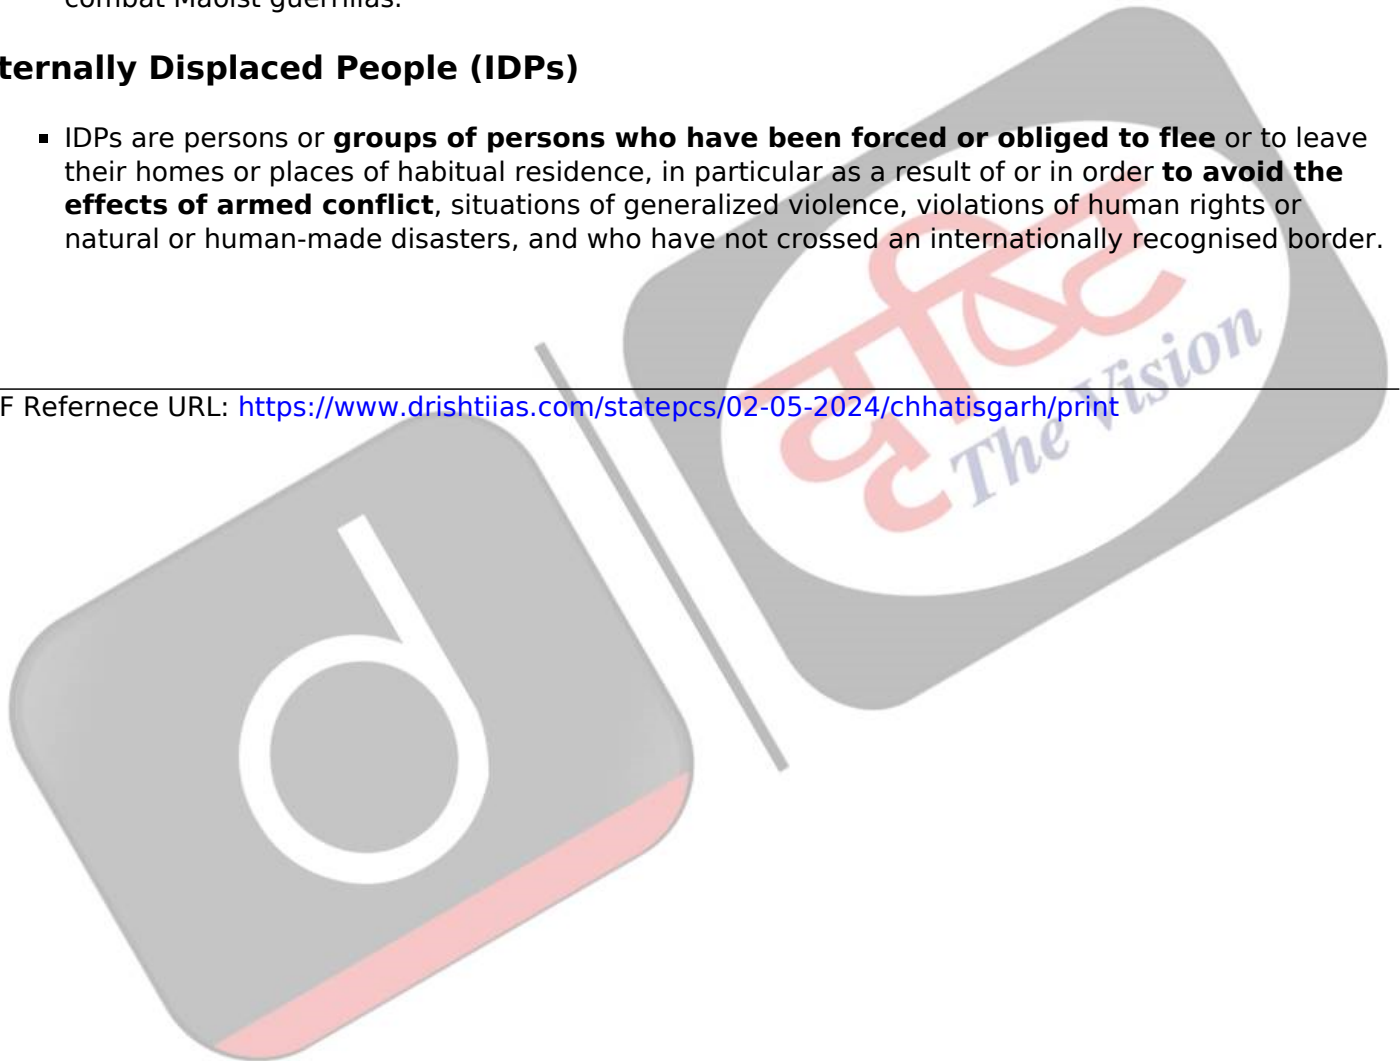 combat Maoist guerrillas.
ternally Displaced People (IDPs)
▪ IDPs are persons or groups of persons who have been forced or obliged to flee or to leave
their homes or places of habitual residence, in particular as a result of or in order to avoid the
effects of armed conflict, situations of generalized violence, violations of human rights or
natural or human-made disasters, and who have not crossed an internationally recognised border.
F Refernece URL: https://www.drishtiias.com/statepcs/02-05-2024/chhatisgarh/print
दृष्टि
The Vision
d